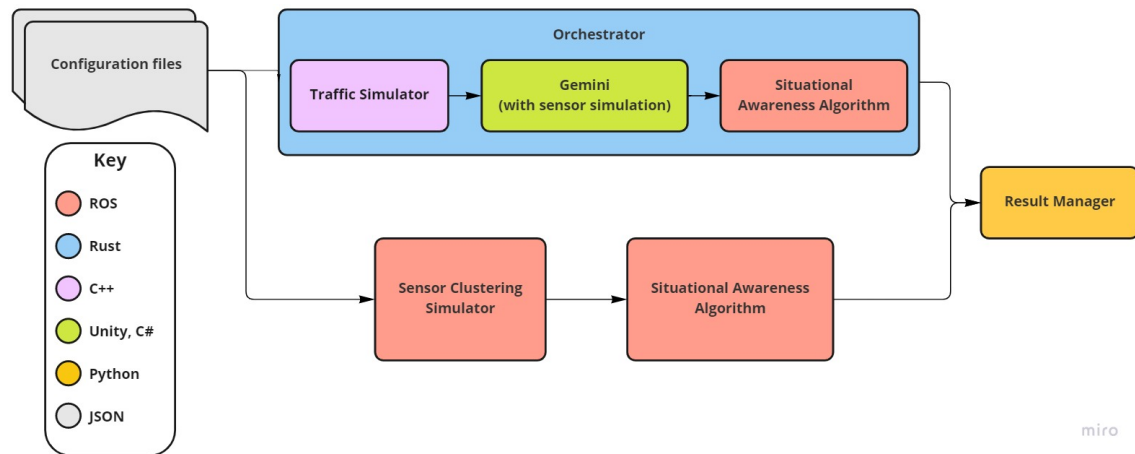 Configuration files
Orchestrator
Traffic Simulator
Gemini
(with sensor simulation)
Situational
Awareness Algorithm
Key
ROS
Rust
C++
Unity, C#
Python
JSON
Sensor Clustering
Simulator
Situational Awareness
Algorithm
Result Manager
miro